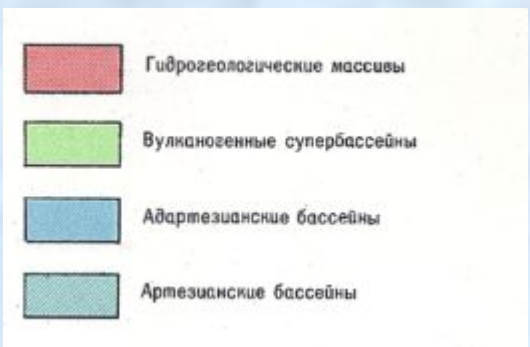 Гидрогеологические массивы
Вулканогенные супербассейны
Адартезианские бассейны
Артезианские бассейны